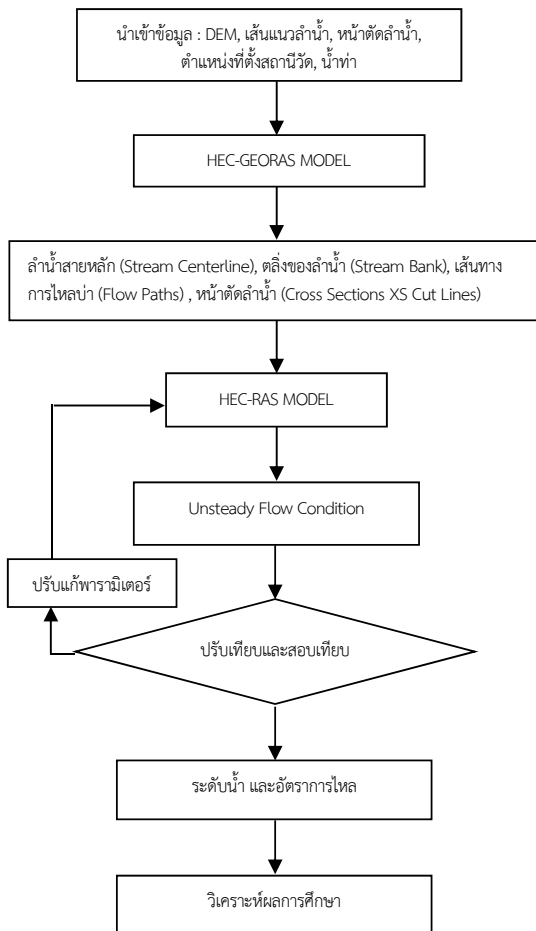 นำเข้าข้อมูล : DEM, เส้นแนวลำน้ำ, หน้าตัดลำน้ำ,
ตำแหน่งที่ตั้งสถานีวัด, น้ำท่า
HEC-GEORAS MODEL
ลำน้ำสายหลัก (Stream Centerline), ตลิ่งของลำน้ำ (Stream Bank), เส้นทาง
การไหลบ่า (Flow Paths) , หน้าตัดลำน้ำ (Cross Sections XS Cut Lines)
HEC-RAS MODEL
Unsteady Flow Condition
ปรับแก้พารามิเตอร์
ปรับเทียบและสอบเทียบ
ระดับน้ำ และอัตราการไหล
วิเคราะห์ผลการศึกษา